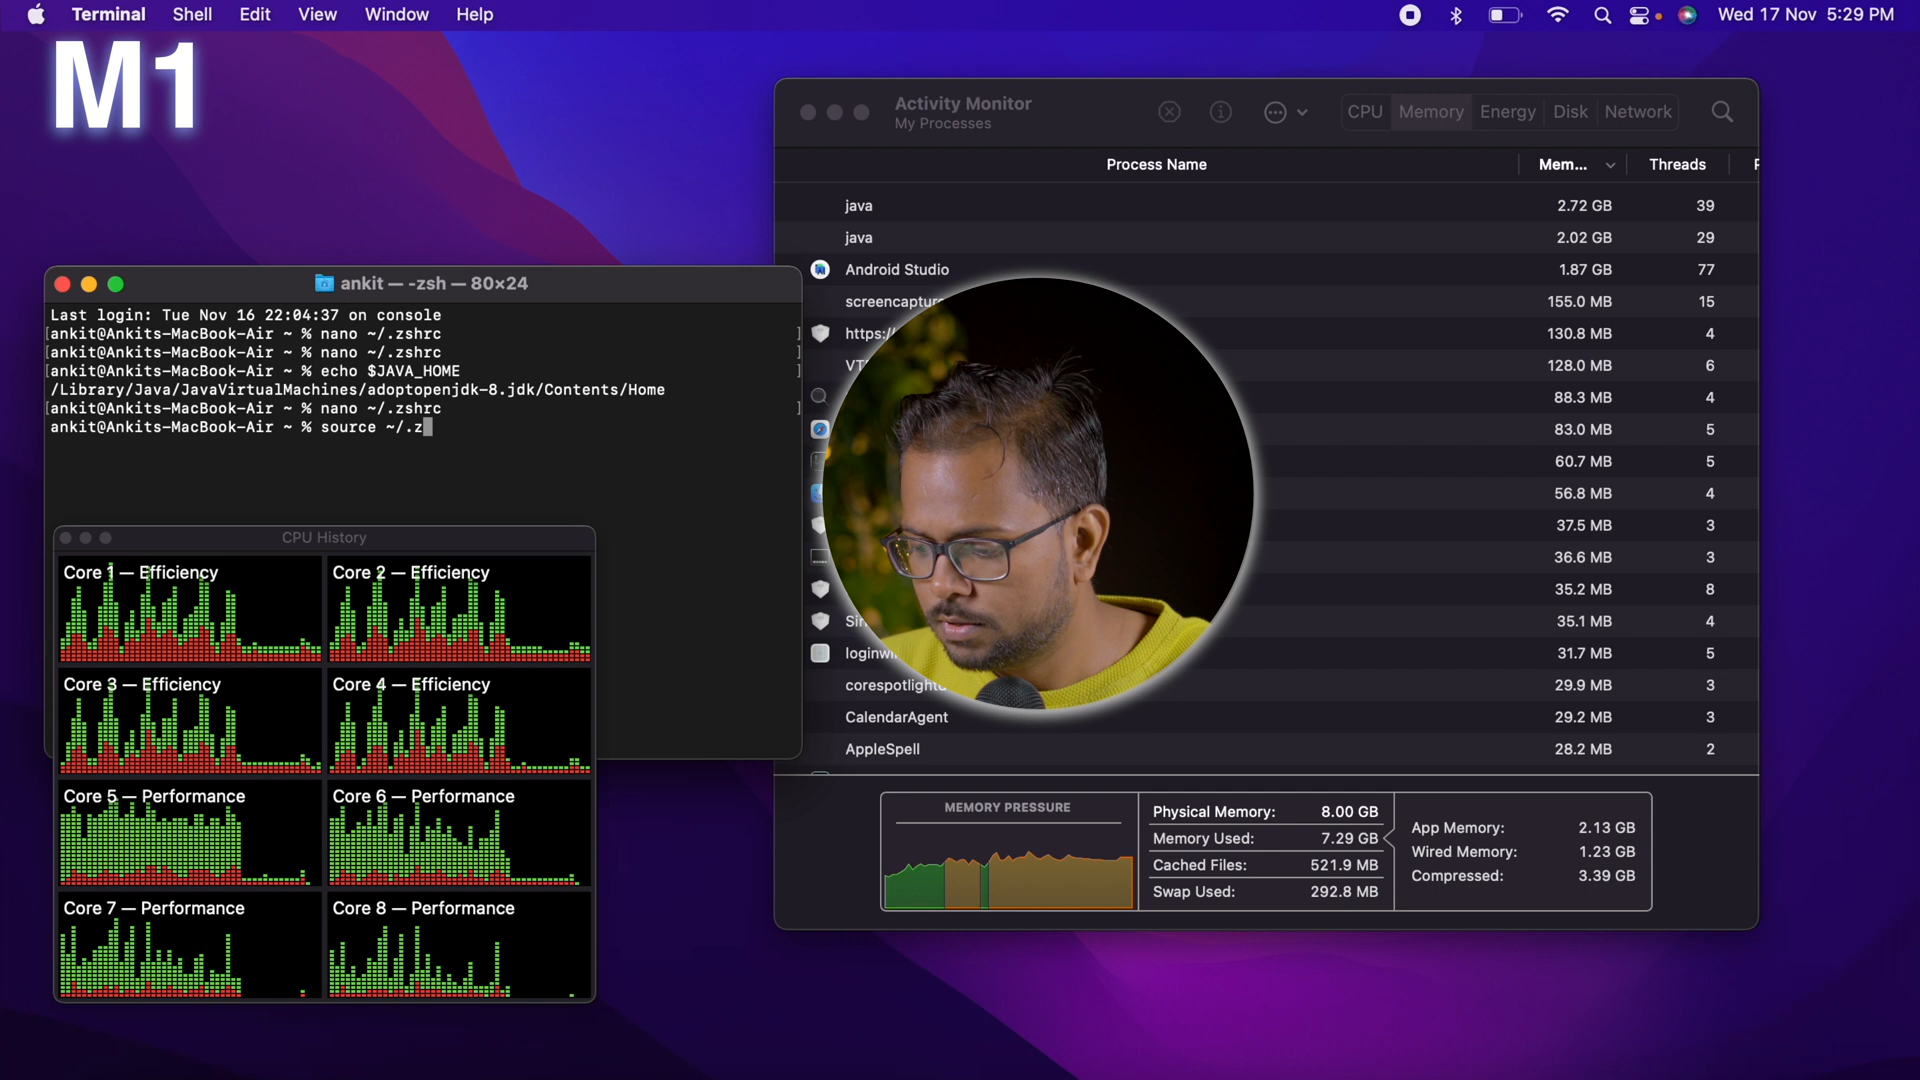 Terminal Shell Edit View Window Help
Wed 17 Nov 5:29 PM
M1
Activity Monitor
My Processes
CPU Memory Energy Disk Network
Process Name Mem... Threads
java 2.72 GB 39
java 2.02 GB 29
Android Studio 1.87 GB 77
screencapture 155.0 MB 15
https:/ 130.8 MB 4
VT 128.0 MB 6
88.3 MB 4
83.0 MB 5
60.7 MB 5
56.8 MB 4
37.5 MB 3
36.6 MB 3
35.2 MB 8
35.1 MB 4
loginwi 31.7 MB 5
corespotlight 29.9 MB 3
CalendarAgent 29.2 MB 3
AppleSpell 28.2 MB 2
MEMORY PRESSURE
Physical Memory: 8.00 GB
Memory Used: 7.29 GB
Cached Files: 521.9 MB
Swap Used: 292.8 MB
App Memory: 2.13 GB
Wired Memory: 1.23 GB
Compressed: 3.39 GB
ankit — -zsh — 80×24
Last login: Tue Nov 16 22:04:37 on console
[ankit@Ankits-MacBook-Air ~ % nano ~/.zshrc ]
[ankit@Ankits-MacBook-Air ~ % nano ~/.zshrc ]
[ankit@Ankits-MacBook-Air ~ % echo $JAVA_HOME ]
/Library/Java/JavaVirtualMachines/adoptopenjdk-8.jdk/Contents/Home
[ankit@Ankits-MacBook-Air ~ % nano ~/.zshrc ]
ankit@Ankits-MacBook-Air ~ % source ~/.z
CPU History
Core 1 — Efficiency
Core 2 — Efficiency
Core 3 — Efficiency
Core 4 — Efficiency
Core 5 — Performance
Core 6 — Performance
Core 7 — Performance
Core 8 — Performance